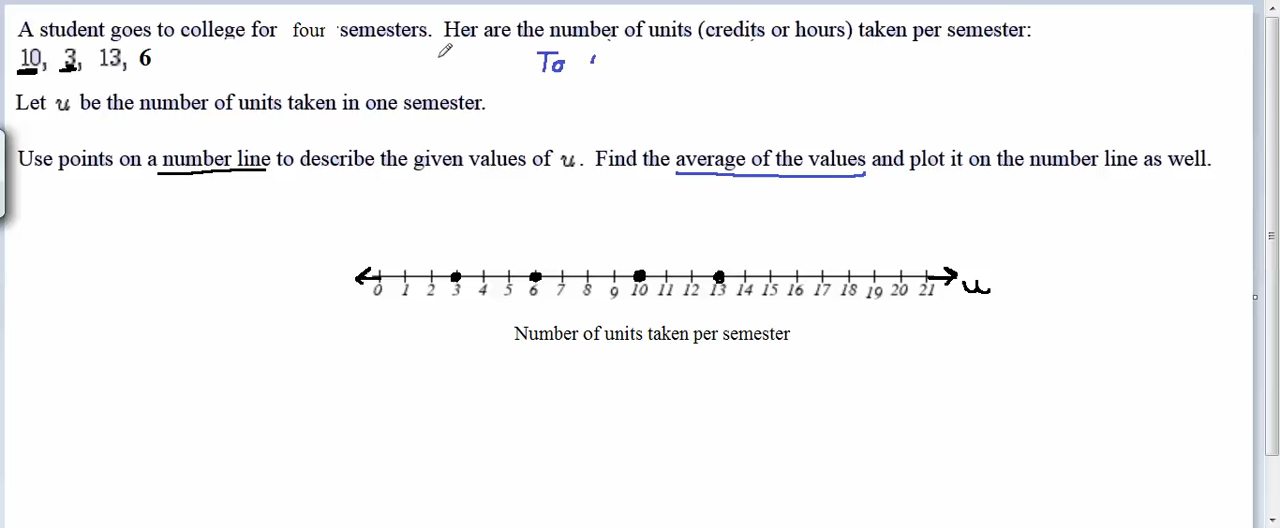 A student goes to college for four semesters. Her are the number of units (credits or hours) taken per semester:
10, 3, 13, 6
To
Let u be the number of units taken in one semester.
Use points on a number line to describe the given values of u. Find the average of the values and plot it on the number line as well.
0 1 2 3 4 5 6 7 8 9 10 11 12 13 14 15 16 17 18 19 20 21 u
Number of units taken per semester